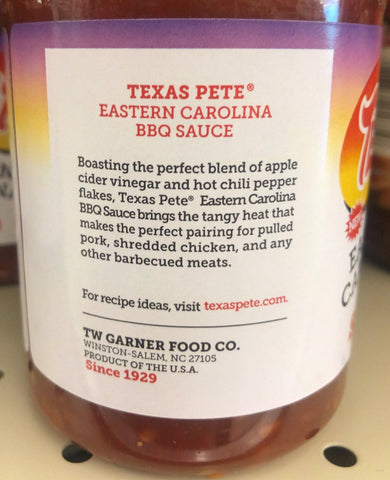 TEXAS PETE®
EASTERN CAROLINA
BBQ SAUCE
Boasting the perfect blend of apple
cider vinegar and hot chili pepper
flakes, Texas Pete® Eastern Carolina
BBQ Sauce brings the tangy heat that
makes the perfect pairing for pulled
pork, shredded chicken, and any
other barbecued meats.
For recipe ideas, visit texaspete.com.
TW GARNER FOOD CO.
WINSTON-SALEM, NC 27105
PRODUCT OF THE U.S.A.
Since 1929